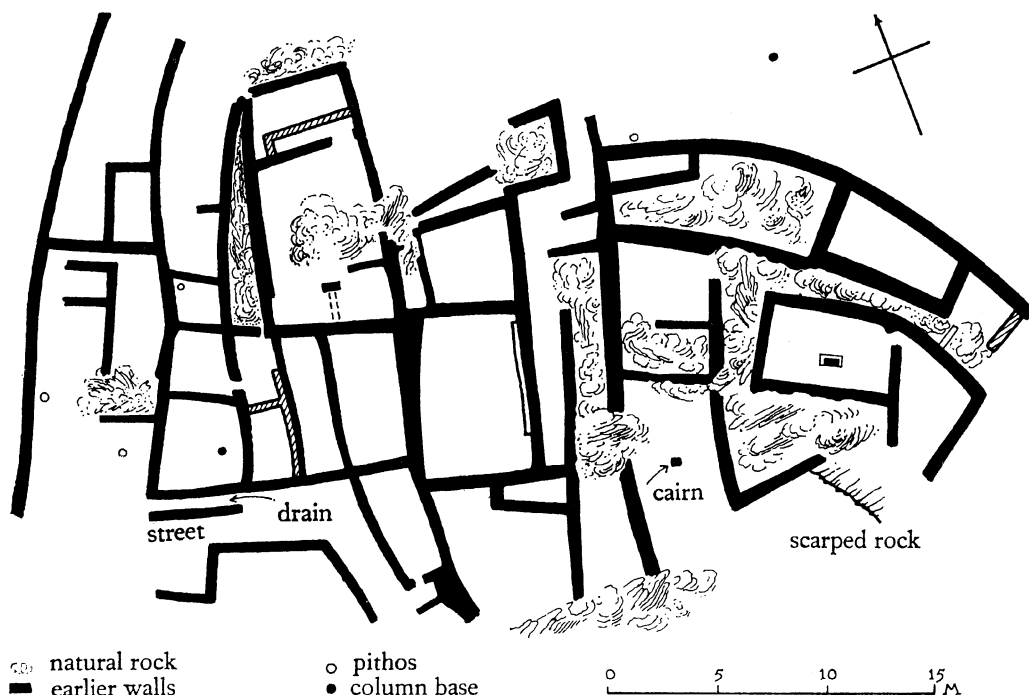 cairn
drain
street
scarped rock
natural rock
pithos
earlier walls
column base
0 5 10 15 M